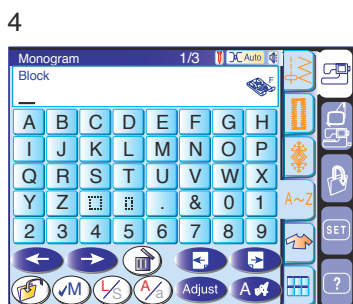 4
Monogram 1/3 Auto
Block F
A B C D E F G H
I J K L M N O P
Q R S T U V W X
Y Z . & 0 1 A~Z
2 3 4 5 6 7 8 9 SET
✓M L/S A/a Adjust A ?